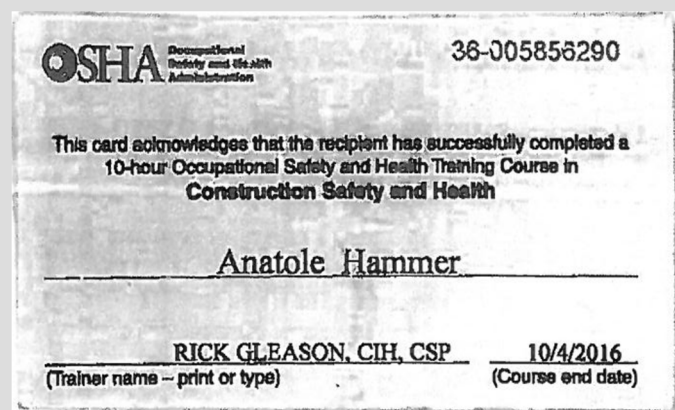 OSHA
Occupational
Safety and Health
Administration
36-005856290
This card acknowledges that the recipient has successfully completed a
10-hour Occupational Safety and Health Training Course in
Construction Safety and Health
Anatole Hammer
RICK GLEASON, CIH, CSP 10/4/2016
(Trainer name – print or type) (Course end date)